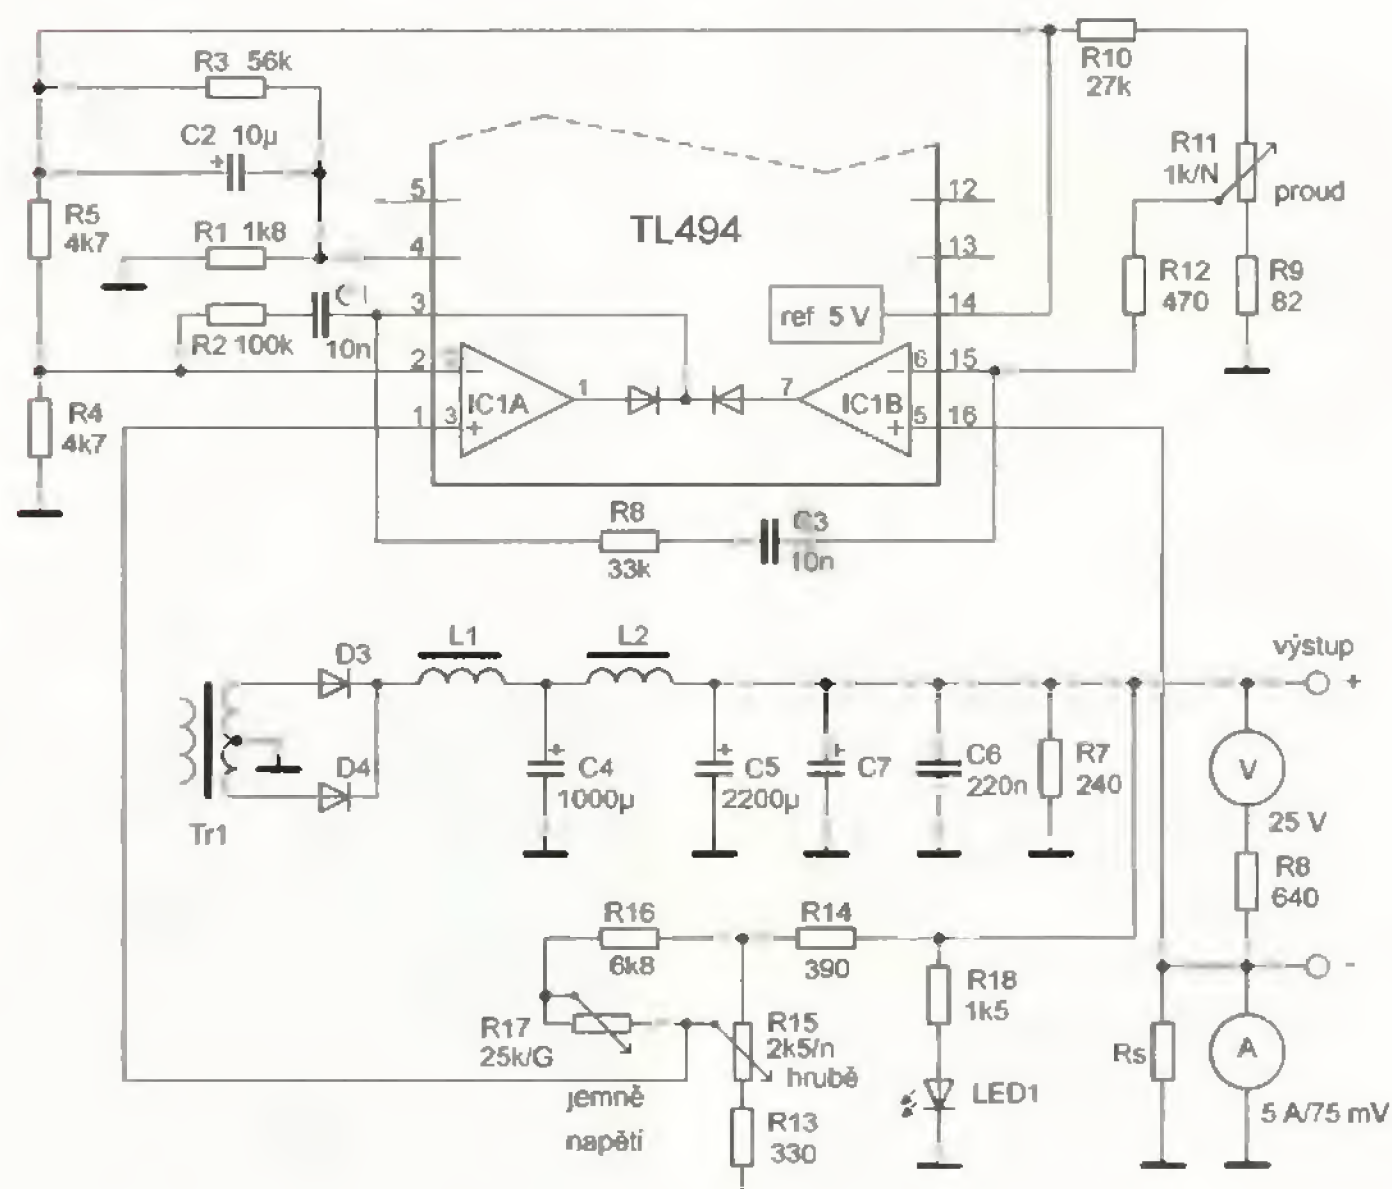 R3 56k
C2 10µ
R5
4k7
R1 1k8
C1
R2 100k
10n
R4
4k7
5
4
3
2
1
TL494
ref 5 V
12
13
14
15
16
6
5
3
1
7
IC1A
IC1B
R10
27k
R11
1k/N
proud
R12
470
R9
82
R8
33k
C3
10n
D3
L1
L2
výstup
+
D4
Tr1
C4
1000µ
C5
2200µ
C7
C6
220n
R7
240
V
25 V
R8
640
-
R16
6k8
R14
390
R17
25k/G
R15
2k5/n
hrubě
jemně
napětí
R13
330
R18
1k5
LED1
Rs
A
5 A/75 mV